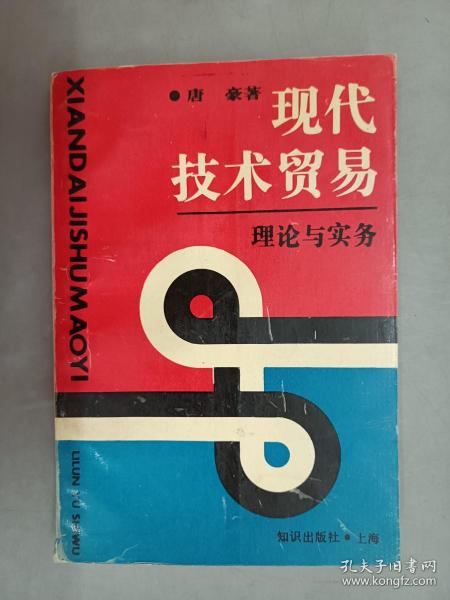 ● 唐 豪著
现代
技术贸易
理论与实务
XIANDAIJISHUMAOYI
LILUN YU SHIWU
知识出版社 ● 上海
孔夫子旧书网
www.kongfz.com